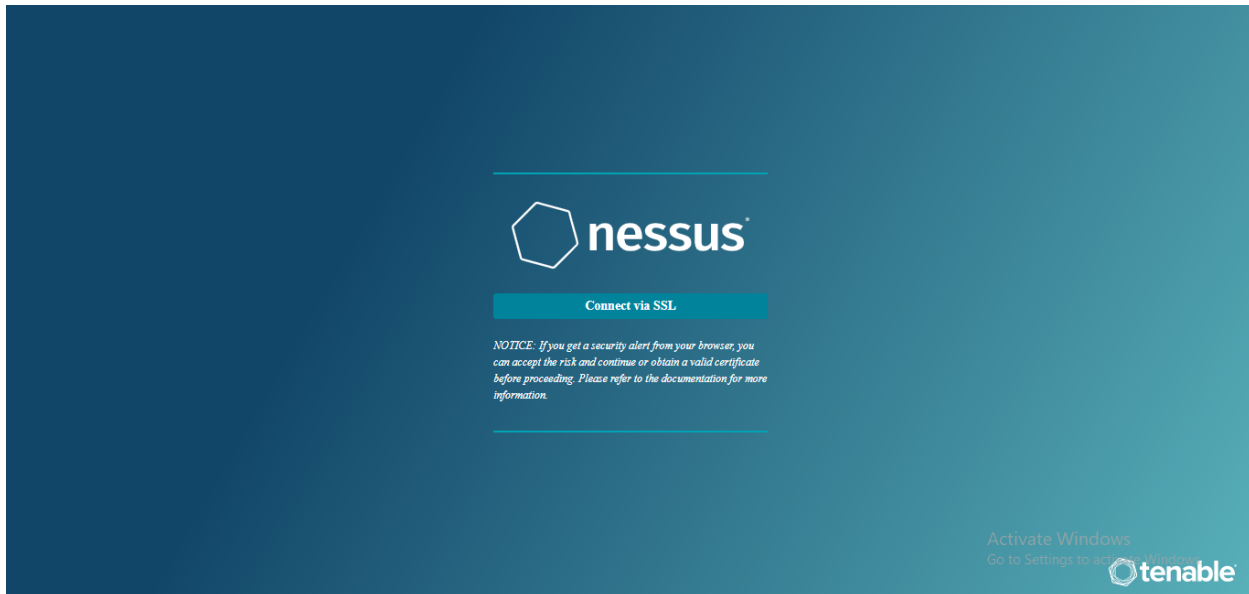 nessus®
Connect via SSL
NOTICE: If you get a security alert from your browser, you
can accept the risk and continue or obtain a valid certificate
before proceeding. Please refer to the documentation for more
information.
Activate Windows
Go to Settings to activate Windows.
tenable